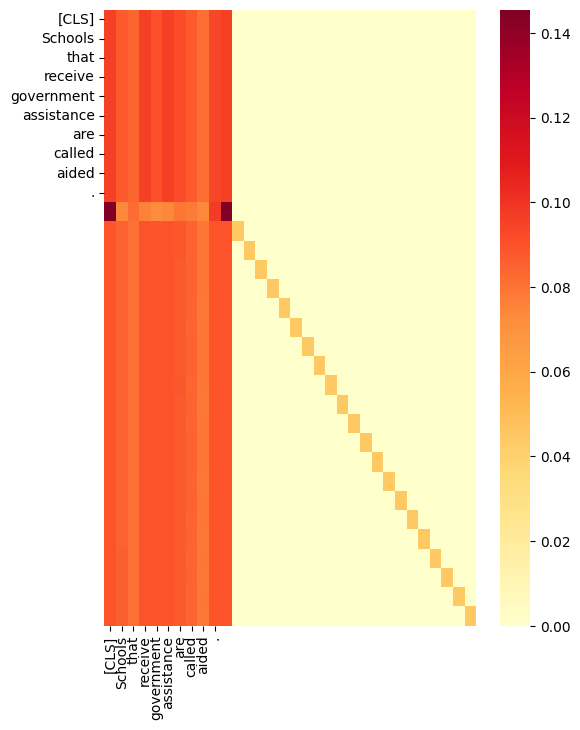 [CLS]
Schools
that
receive
government
assistance
are
called
aided
.
0.14
0.12
0.10
0.08
0.06
0.04
0.02
0.00
[CLS]
Schools
that
receive
government
assistance
are
called
aided
.